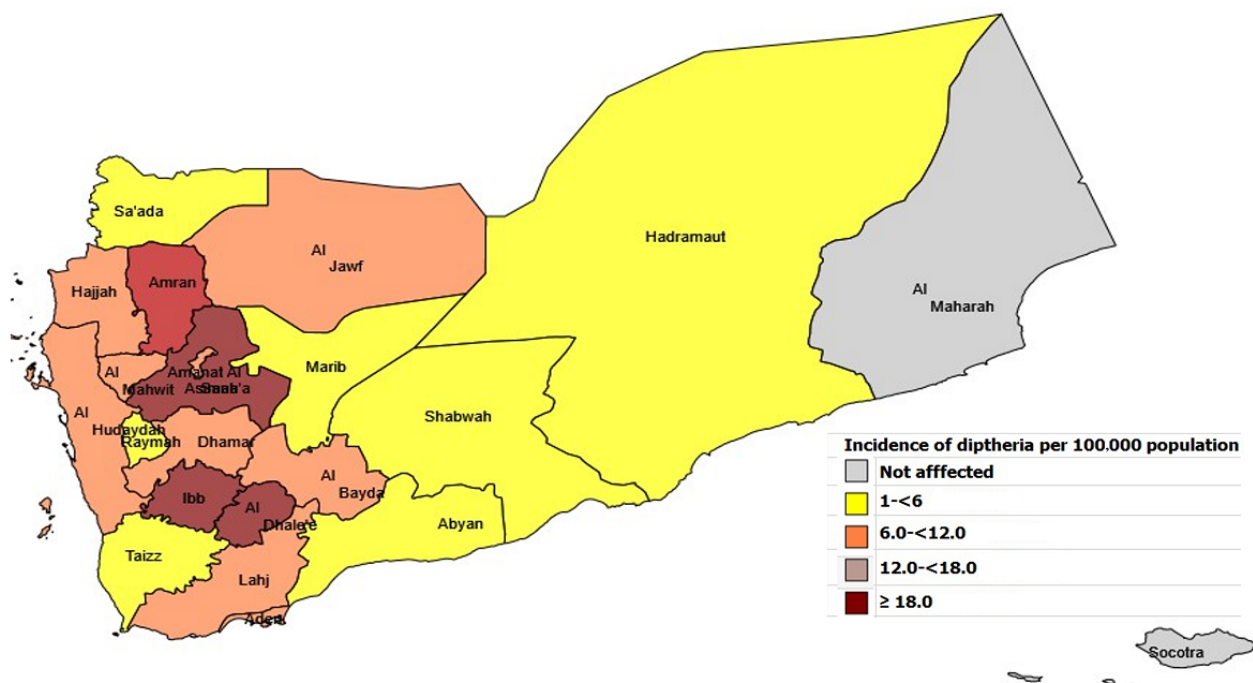 Sa'ada
Al
Jawf
Hadramaut
Hajjah
Amran
Al
Maharah
Al
Mahwit
Amanat Al
Asimah
Sana'a
Marib
Al
Hudaydah
Raymah
Dhamar
Shabwah
Al
Bayda
Ibb
Al
Dhale'e
Abyan
Taizz
Lahj
Aden
Socotra
Incidence of diptheria per 100.000 population
Not afffected
1-<6
6.0-<12.0
12.0-<18.0
≥ 18.0